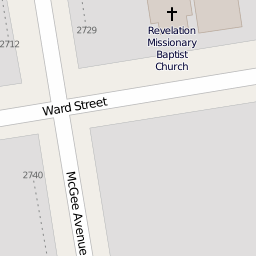 2729
2712
Revelation
Missionary
Baptist
Church
Ward Street
2740
McGee Avenue